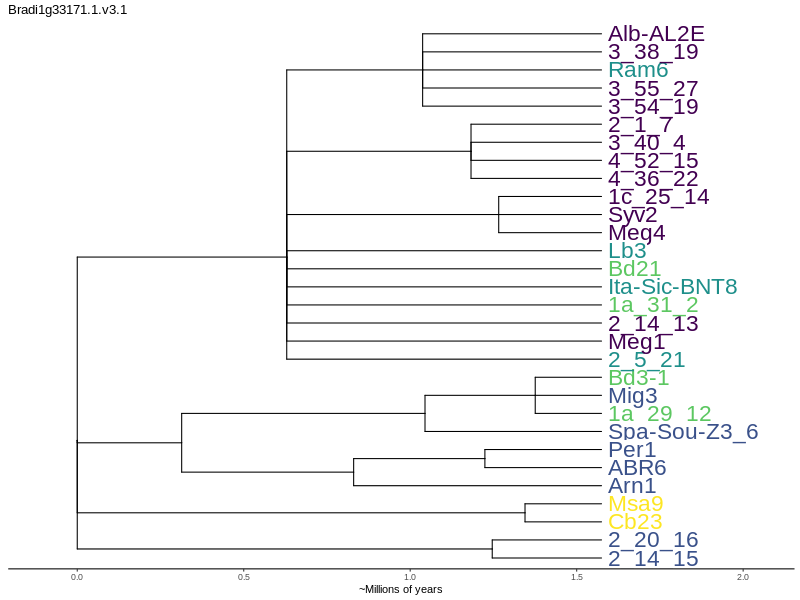 Bradi1g33171.1.v3.1
Alb-AL2E
3_38_19
Ram6
3_55_27
3_54_19
2_1_7
3_40_4
4_52_15
4_36_22
1c_25_14
Syv2
Meg4
Lb3
Bd21
Ita-Sic-BNT8
1a_31_2
2_14_13
Meg1
2_5_21
Bd3-1
Mig3
1a_29_12
Spa-Sou-Z3_6
Per1
ABR6
Arn1
Msa9
Cb23
2_20_16
2_14_15
0.0 0.5 1.0 1.5 2.0
~Millions of years